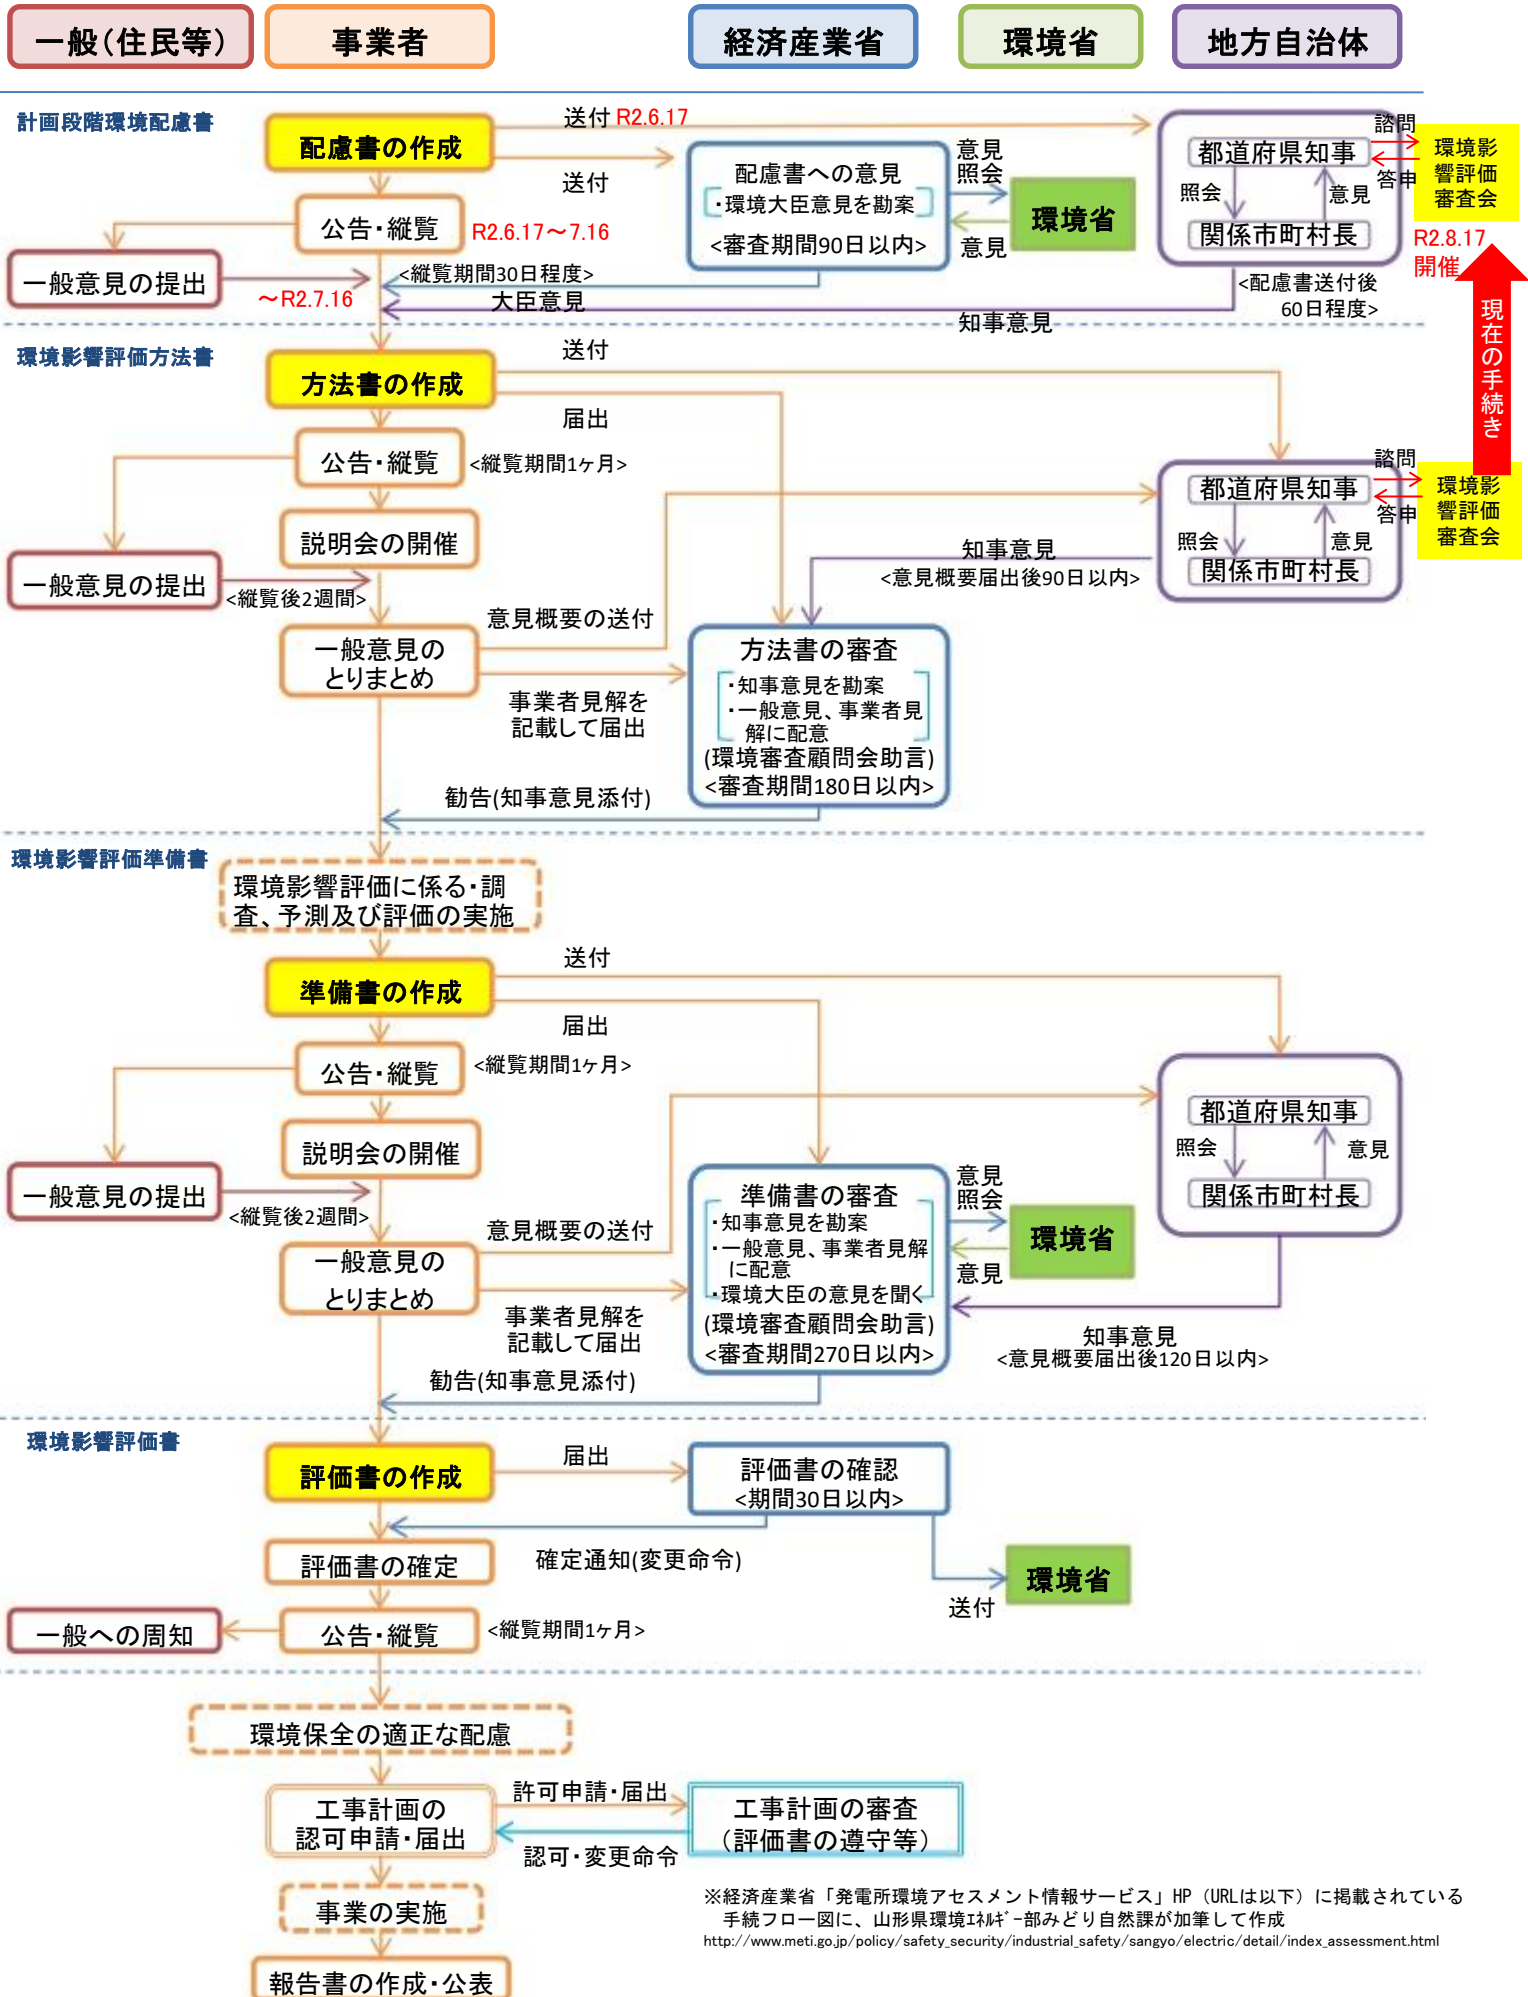 一般(住民等)
事業者
経済産業省
環境省
地方自治体
計画段階環境配慮書
配慮書の作成
送付 R2.6.17
送付
公告・縦覧
R2.6.17～7.16
<縦覧期間30日程度>
一般意見の提出
～R2.7.16
配慮書への意見
・環境大臣意見を勘案
<審査期間90日以内>
意見
照会
意見
環境省
都道府県知事
照会
意見
関係市町村長
諮問
答申
環境影
響評価
審査会
R2.8.17
開催
<配慮書送付後
60日程度>
大臣意見
知事意見
現在の手続き
環境影響評価方法書
方法書の作成
送付
届出
公告・縦覧
<縦覧期間1ヶ月>
説明会の開催
一般意見の提出
<縦覧後2週間>
一般意見の
とりまとめ
意見概要の送付
事業者見解を
記載して届出
知事意見
<意見概要届出後90日以内>
都道府県知事
照会
意見
関係市町村長
諮問
答申
環境影
響評価
審査会
方法書の審査
・知事意見を勘案
・一般意見、事業者見
解に配意
(環境審査顧問会助言)
<審査期間180日以内>
勧告(知事意見添付)
環境影響評価準備書
環境影響評価に係る・調
査、予測及び評価の実施
準備書の作成
送付
届出
公告・縦覧
<縦覧期間1ヶ月>
説明会の開催
一般意見の提出
<縦覧後2週間>
一般意見の
とりまとめ
意見概要の送付
事業者見解を
記載して届出
準備書の審査
・知事意見を勘案
・一般意見、事業者見解
に配意
・環境大臣の意見を聞く
(環境審査顧問会助言)
<審査期間270日以内>
意見
照会
意見
環境省
都道府県知事
照会
意見
関係市町村長
知事意見
<意見概要届出後120日以内>
勧告(知事意見添付)
環境影響評価書
評価書の作成
届出
評価書の確認
<期間30日以内>
確定通知(変更命令)
評価書の確定
環境省
送付
一般への周知
公告・縦覧
<縦覧期間1ヶ月>
環境保全の適正な配慮
工事計画の
認可申請・届出
許可申請・届出
認可・変更命令
工事計画の審査
（評価書の遵守等）
事業の実施
報告書の作成・公表
※経済産業省「発電所環境アセスメント情報サービス」HP（URLは以下）に掲載されている
手続フロー図に、山形県環境ｴﾈﾙｷﾞｰ部みどり自然課が加筆して作成
http://www.meti.go.jp/policy/safety_security/industrial_safety/sangyo/electric/detail/index_assessment.html